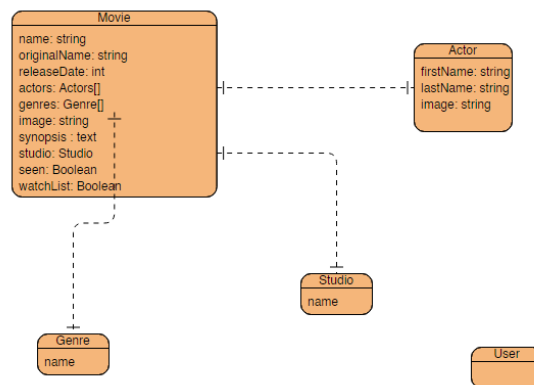 Movie
name: string
originalName: string
releaseDate: int
actors: Actors[]
genres: Genre[]
image: string
synopsis : text
studio: Studio
seen: Boolean
watchList: Boolean
Actor
firstName: string
lastName: string
image: string
Studio
name
Genre
name
User